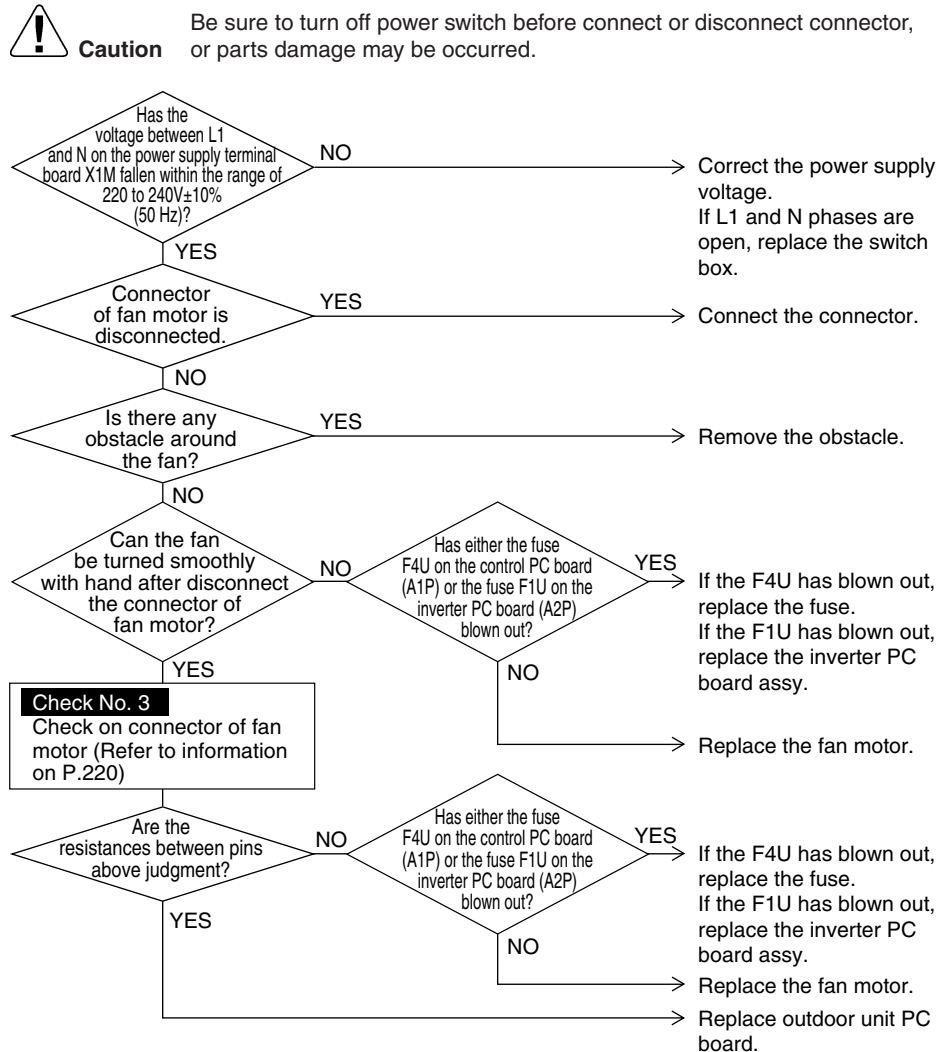 Be sure to turn off power switch before connect or disconnect connector,
Caution or parts damage may be occurred.
Has the
voltage between L1
and N on the power supply terminal
board X1M fallen within the range of
220 to 240V±10%
(50 Hz)?
NO
Correct the power supply
voltage.
If L1 and N phases are
open, replace the switch
box.
YES
Connector
of fan motor is
disconnected.
YES
Connect the connector.
NO
Is there any
obstacle around
the fan?
YES
Remove the obstacle.
NO
Can the fan
be turned smoothly
with hand after disconnect
the connector of
fan motor?
NO
Has either the fuse
F4U on the control PC board
(A1P) or the fuse F1U on the
inverter PC board (A2P)
blown out?
YES
If the F4U has blown out,
replace the fuse.
If the F1U has blown out,
replace the inverter PC
board assy.
NO
Replace the fan motor.
YES
Check No. 3
Check on connector of fan
motor (Refer to information
on P.220)
Are the
resistances between pins
above judgment?
NO
Has either the fuse
F4U on the control PC board
(A1P) or the fuse F1U on the
inverter PC board (A2P)
blown out?
YES
If the F4U has blown out,
replace the fuse.
If the F1U has blown out,
replace the inverter PC
board assy.
NO
Replace the fan motor.
YES
Replace outdoor unit PC
board.